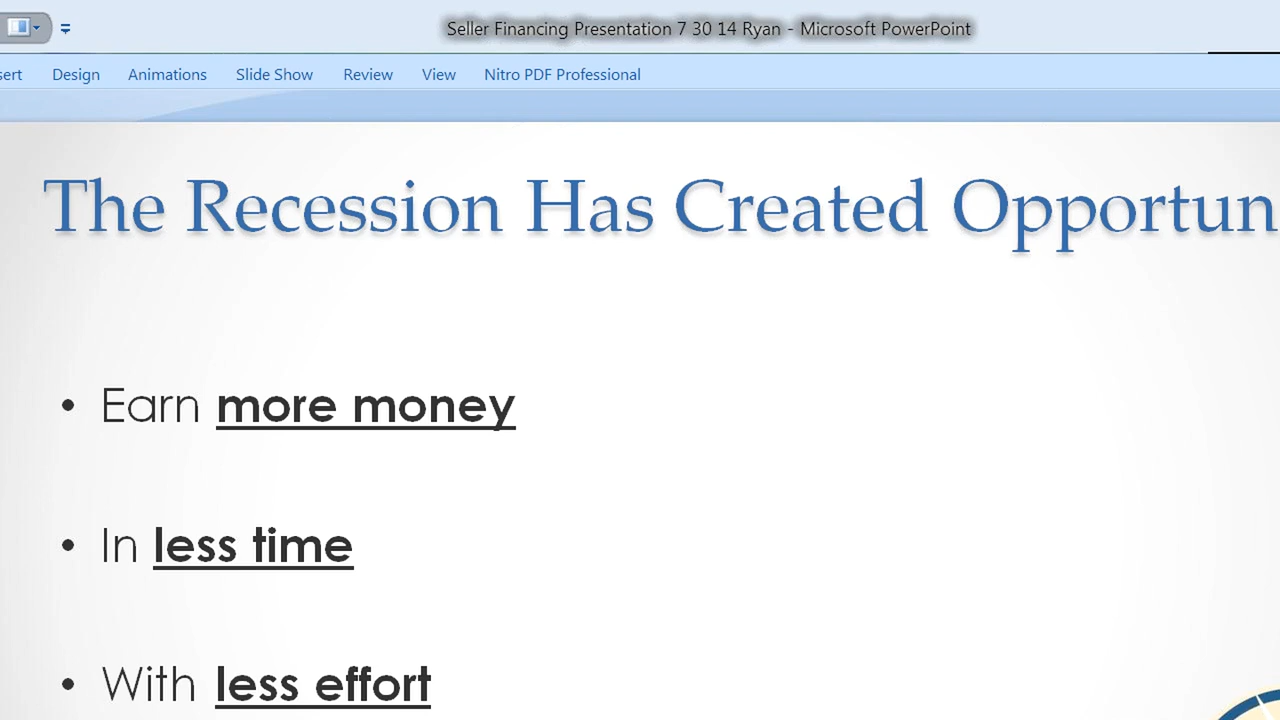 Seller Financing Presentation 7 30 14 Ryan - Microsoft PowerPoint
sert Design Animations Slide Show Review View Nitro PDF Professional
The Recession Has Created Opportun
• Earn more money
• In less time
• With less effort